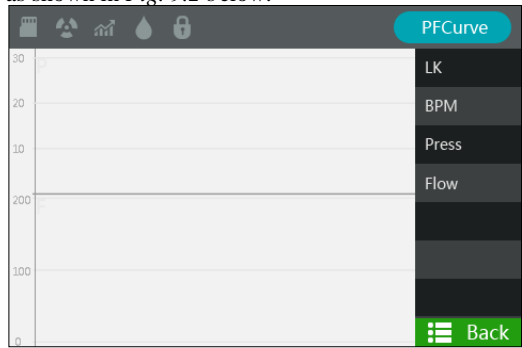 as shown in Fig. 9.2 below.
PFCurve
30
P
LK
20
BPM
10
Press
Flow
200
F
100
0
Back